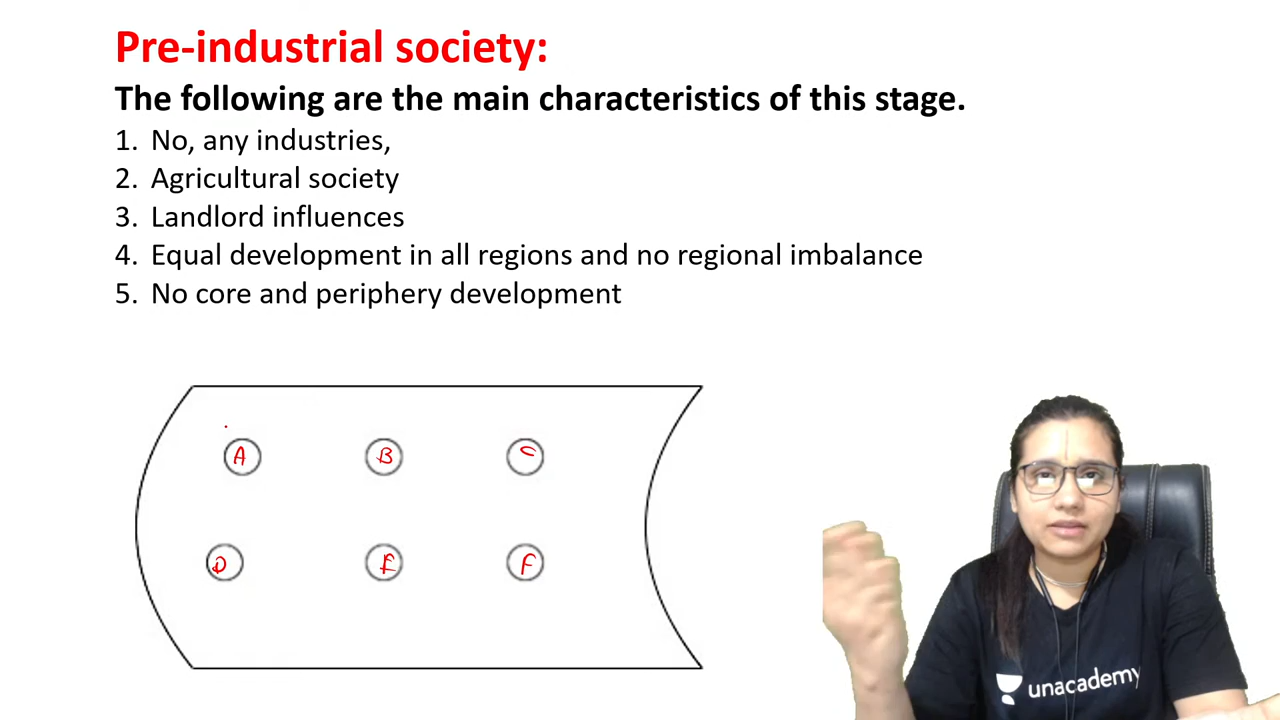 Pre-industrial society:
The following are the main characteristics of this stage.
1. No, any industries,
2. Agricultural society
3. Landlord influences
4. Equal development in all regions and no regional imbalance
5. No core and periphery development
A B C
D E F
unacademy